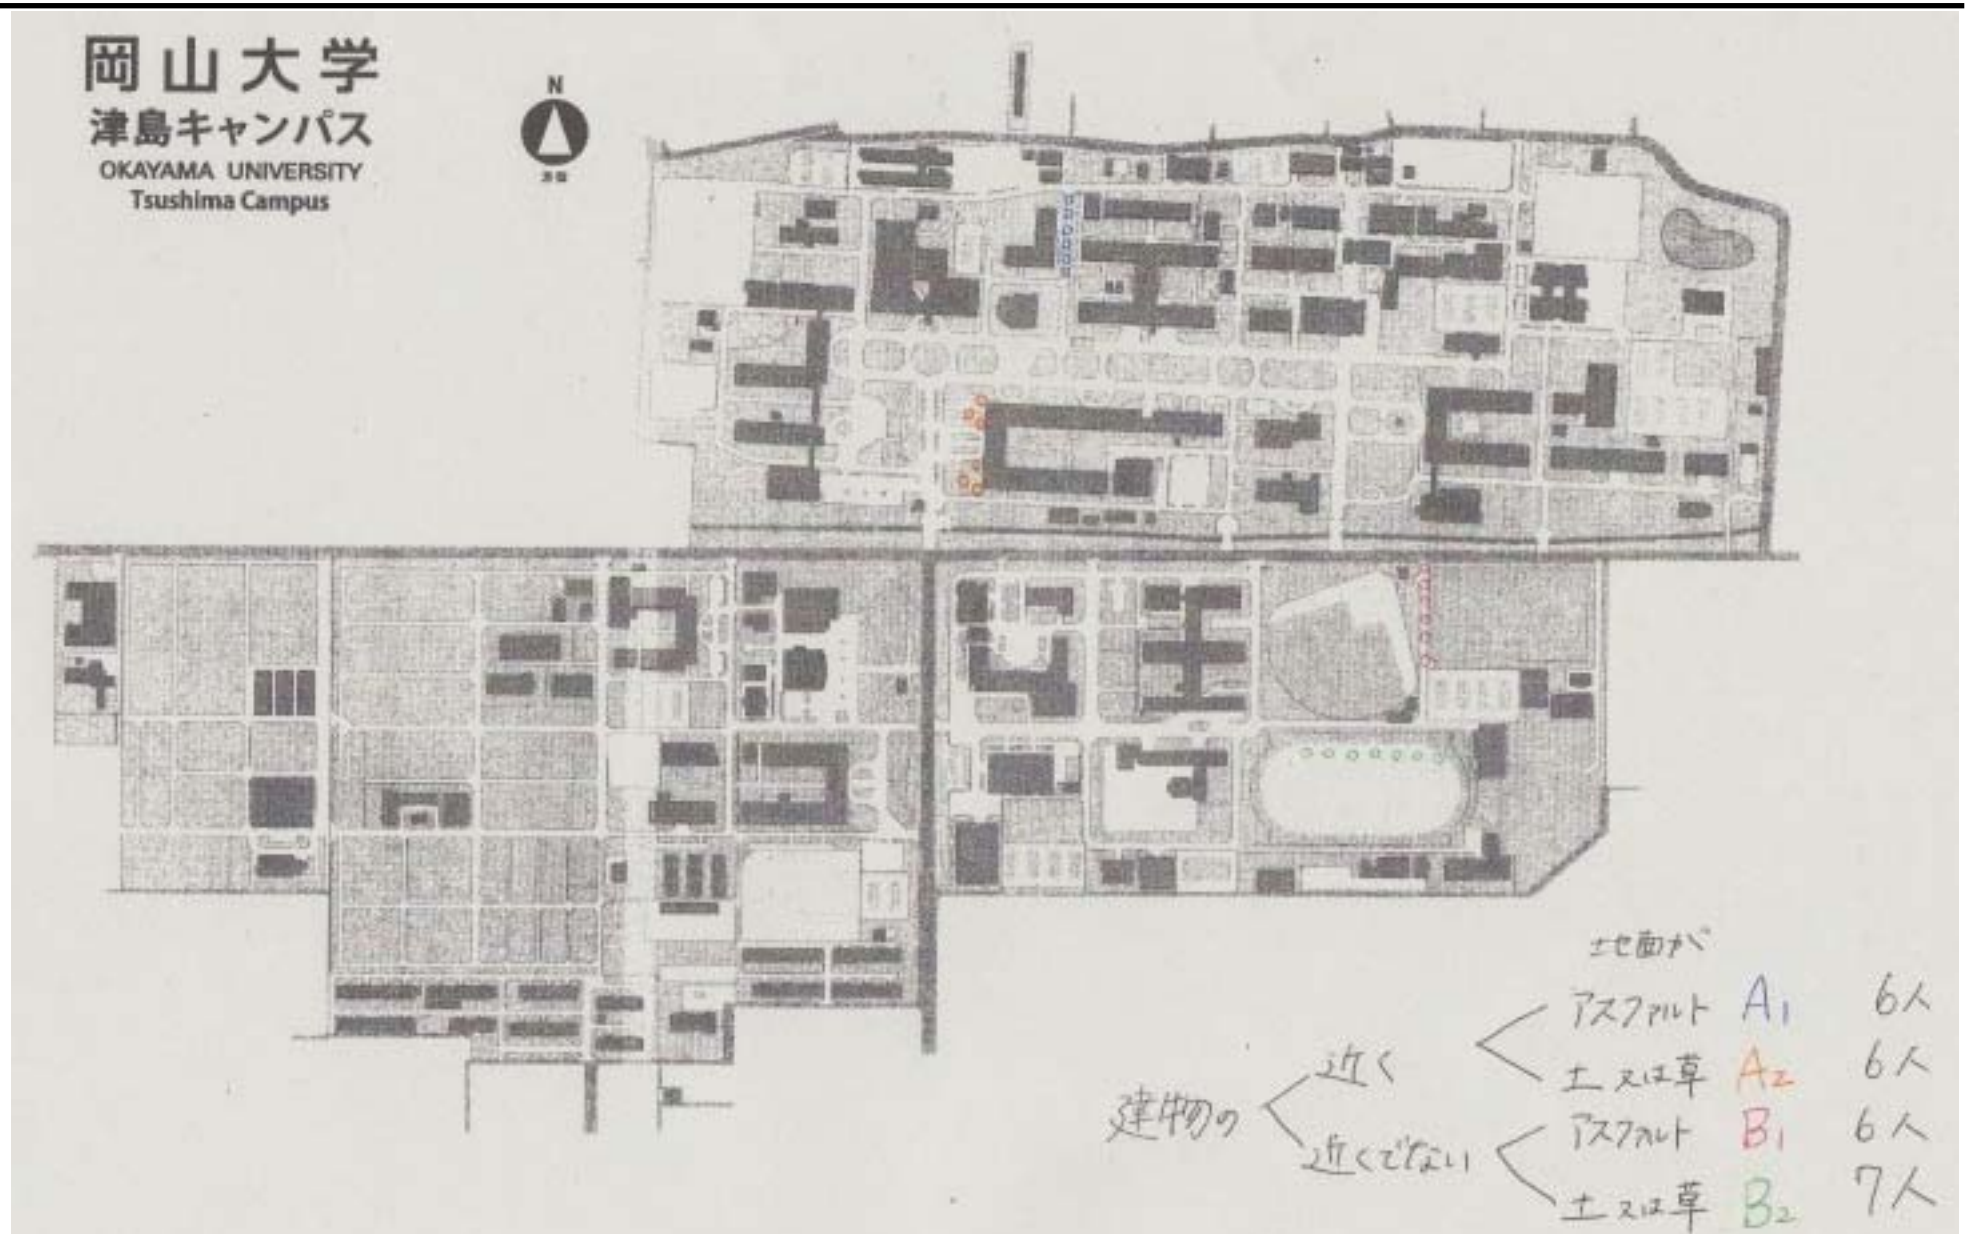 岡山大学
津島キャンパス
OKAYAMA UNIVERSITY
Tsushima Campus
N
地面が
アスファルト A1 6人
近く
土又は草 A2 6人
建物の
アスファルト B1 6人
近くでない
土又は草 B2 7人